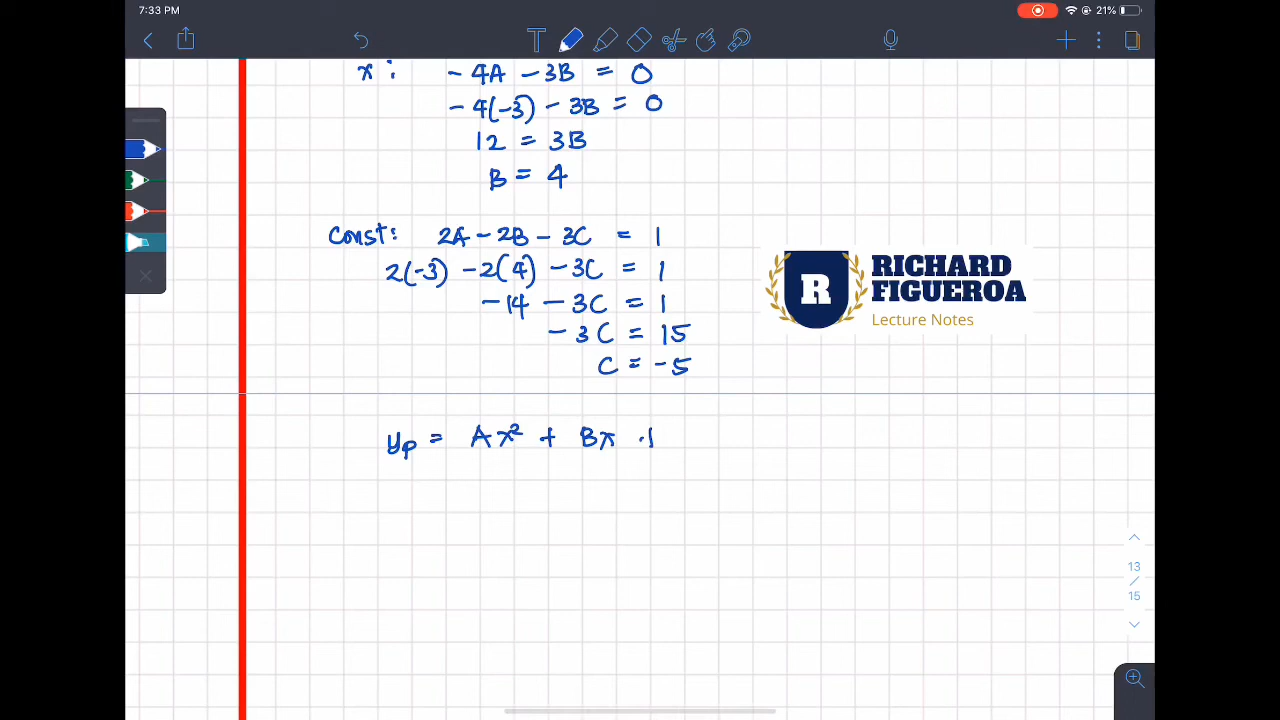 7:33 PM
21%
T
x : - 4A - 3B = 0
- 4(-3) - 3B = 0
12 = 3B
B = 4
Const: 2A - 2B - 3C = 1
2(-3) - 2(4) - 3C = 1
-14 - 3C = 1
- 3C = 15
C = -5
R
RICHARD
FIGUEROA
Lecture Notes
yp = Ax² + Bx
13
/
15